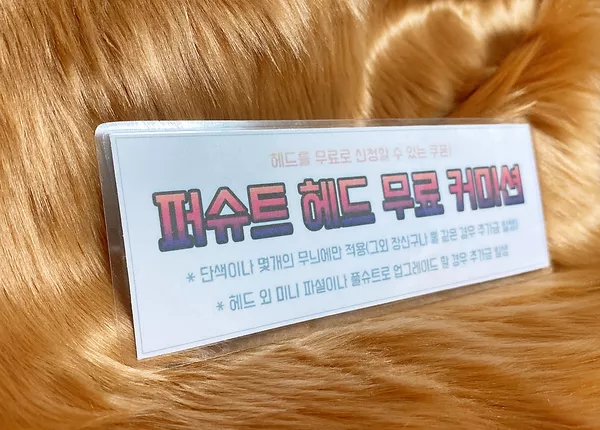 헤드를 무료로 신청할 수 있는 쿠폰!
퍼슈트 헤드 무료 커미션
* 단색이나 몇개의 무늬에만 적용(그외 장신구나 뿔 같은 경우 추가금 발생)
* 헤드 외 미니 파셜이나 풀슈트로 업그레이드 할 경우 추가금 발생